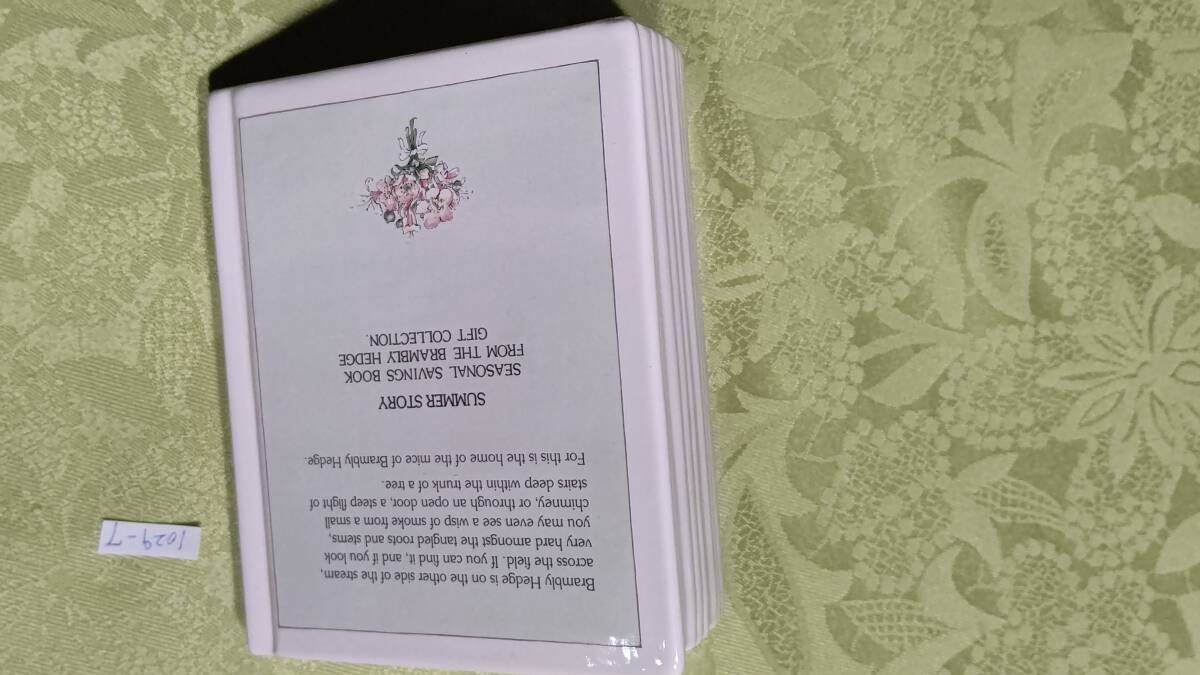 Brambly Hedge is on the other side of the stream,
across the field. If you can find it, and if you look
very hard amongst the tangled roots and stems,
you may even see a wisp of smoke from a small
chimney, or through an open door, a steep flight of
stairs deep within the trunk of a tree.
For this is the home of the mice of Brambly Hedge.
SUMMER STORY
SEASONAL SAVINGS BOOK
FROM THE BRAMBLY HEDGE
GIFT COLLECTION.
1029-7